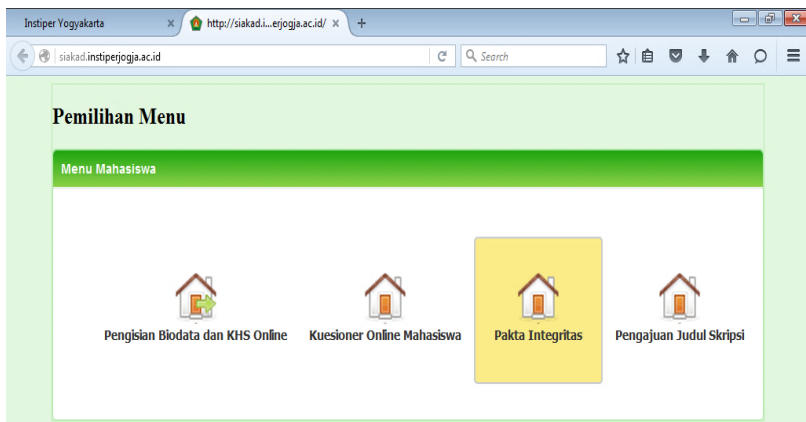 Instiper Yogyakarta
http://siakad.i...erjogja.ac.id/
siakad.instiperjogja.ac.id
Search
Pemilihan Menu
Menu Mahasiswa
Pengisian Biodata dan KHS Online
Kuesioner Online Mahasiswa
Pakta Integritas
Pengajuan Judul Skripsi